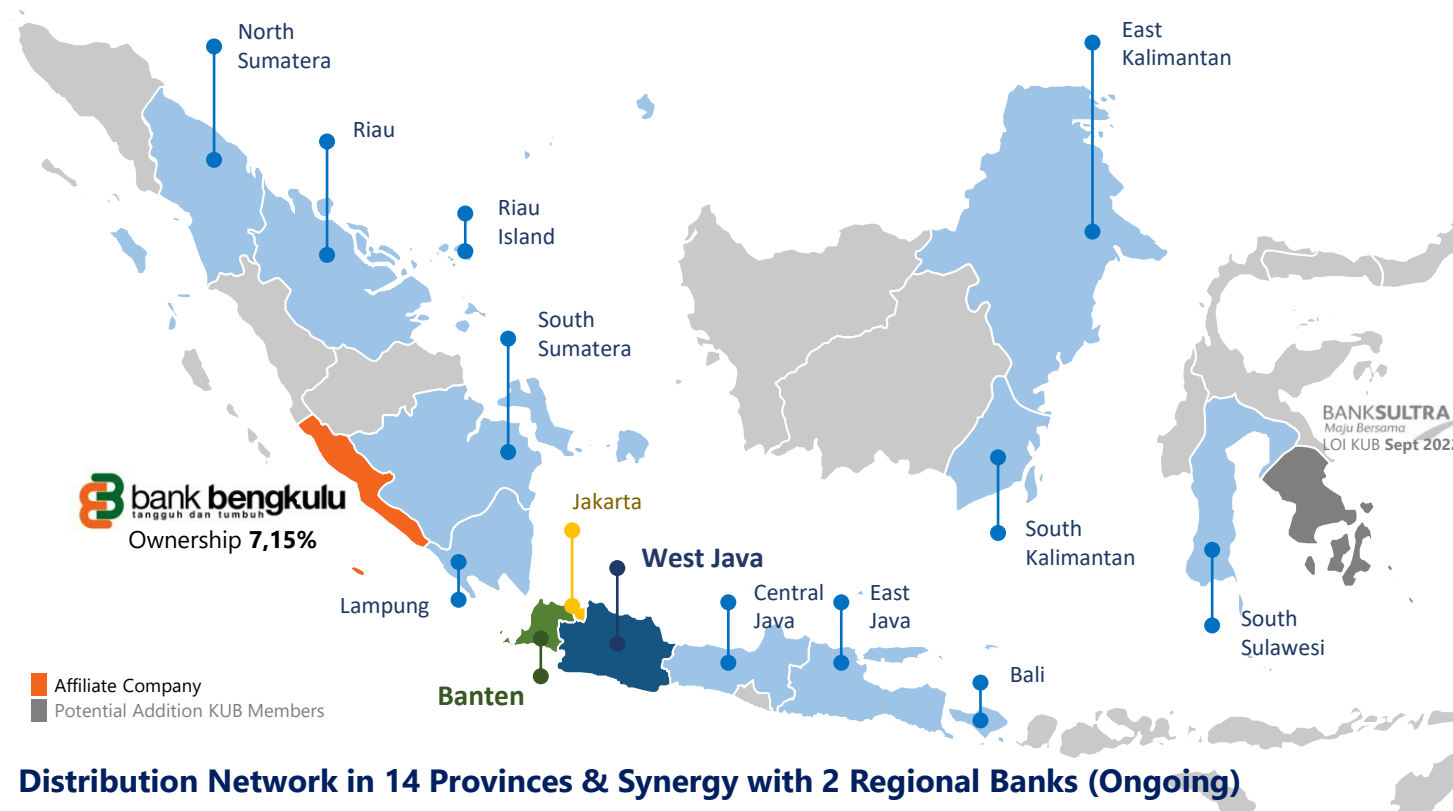 North
Sumatera
East
Kalimantan
Riau
Riau
Island
South
Sumatera
BANKSULTRA
Maju Bersama
LOI KUB Sept 2022
bank bengkulu
tangguh dan tumbuh
Ownership 7,15%
Jakarta
West Java
South
Kalimantan
Lampung
Central
Java
East
Java
South
Sulawesi
Bali
Banten
Affiliate Company
Potential Addition KUB Members
Distribution Network in 14 Provinces & Synergy with 2 Regional Banks (Ongoing)